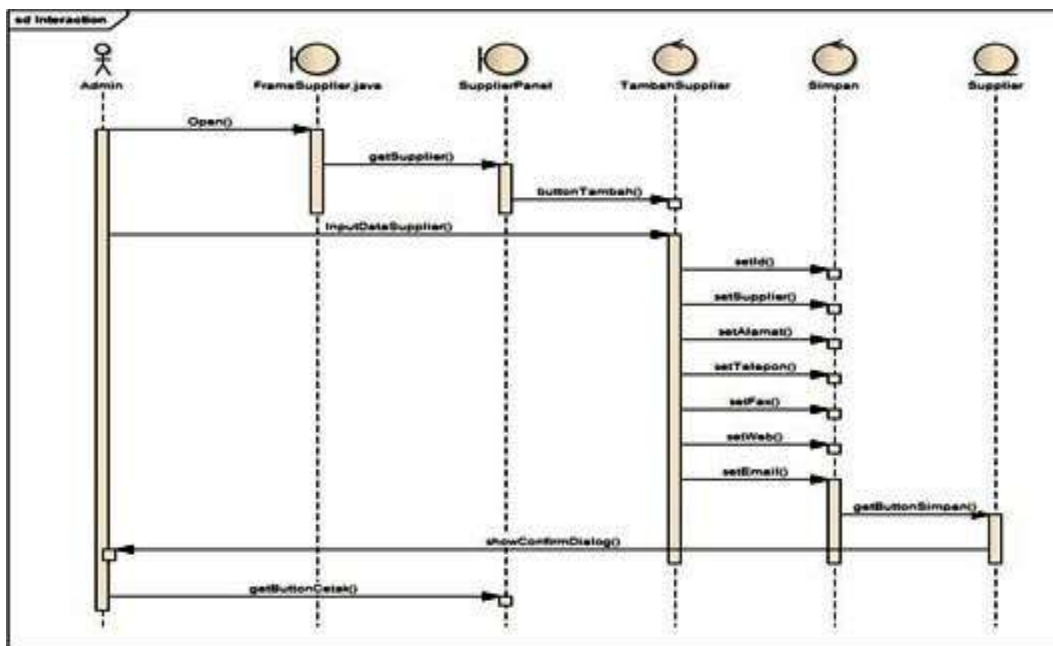 sd Interaction
Admin
FrameSupplier.java
SupplierPanel
TambahSupplier
Simpan
Supplier
Open()
getSupplier()
buttonTambah()
InputDataSupplier()
setId()
setSupplier()
setAlamat()
setTelepon()
setFax()
setWeb()
setEmail()
getButtonSimpan()
showConfirmDialog()
getButtonCetak()